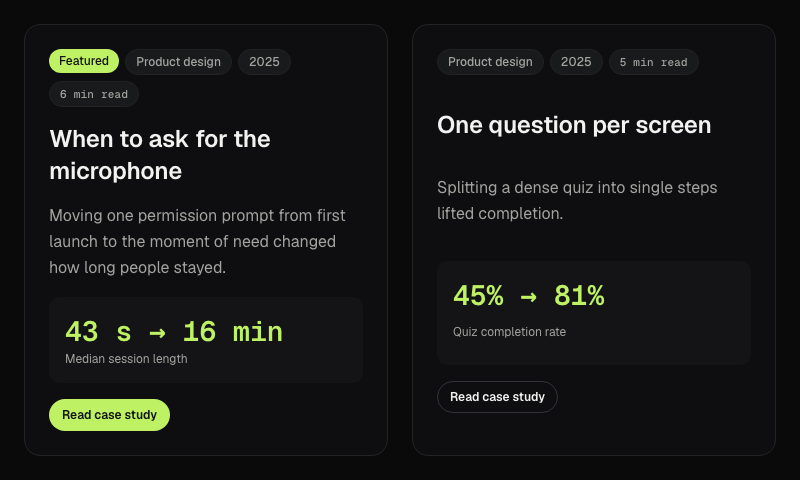 Featured Product design 2025
6 min read
When to ask for the
microphone
Moving one permission prompt from first
launch to the moment of need changed
how long people stayed.
43 s → 16 min
Median session length
Read case study
Product design 2025 5 min read
One question per screen
Splitting a dense quiz into single steps
lifted completion.
45% → 81%
Quiz completion rate
Read case study